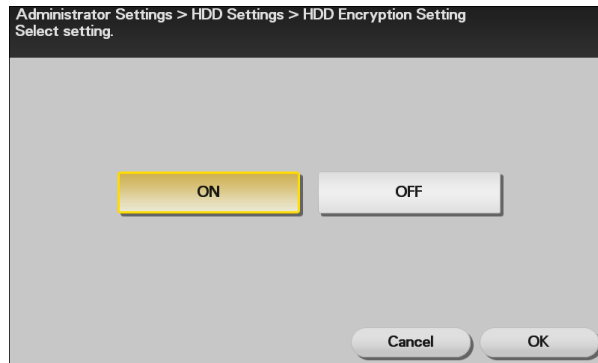 Administrator Settings > HDD Settings > HDD Encryption Setting
Select setting.
ON
OFF
Cancel
OK